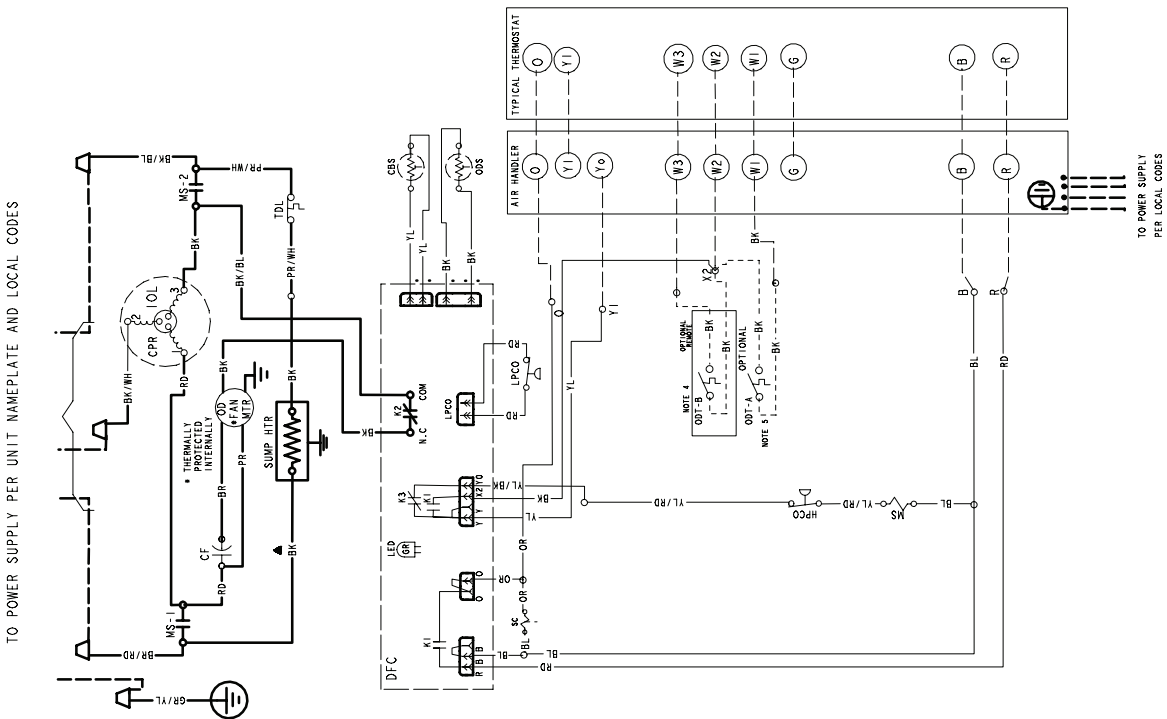 TO POWER SUPPLY PER UNIT NAMEPLATE AND LOCAL CODES
BK/BL
PR/WH
MS-2
TDL
BK
BK/BL
PR/WH
IOL
3
2
CPR
1
BK/WH
RD
BK
BK
OD
*FAN
MTR
* THERMALLY
PROTECTED
INTERNALLY
SUMP HTR
BK
BR
PR
CF
BK
RD
MS-1
BR/RD
GR/YL
CBS
ODS
YL
YL
BK
BK
COM
K2
N.C
LPCO
RD
LPCO
RD
K3
K1
YO
X2
Y
Y
YL/BK
BK
YL
LED
GR
OR
O
O
OR
OR
SC
BL
K1
B
B
R
BL
DFC
BL
RD
TYPICAL THERMOSTAT
O
Y1
W3
W2
W1
G
B
R
AIR HANDLER
O
Y1
Yo
W3
W2
W1
G
B
R
TO POWER SUPPLY
PER LOCAL CODES
BK
X2
O
Y1
YL
OPTIONAL
REMOTE
BK
BK
NOTE 4
ODT-B
OPTIONAL
BK
BK
ODT-A
NOTE 5
B
R
BL
RD
YL/RD
HPCO
YL/RD
MS
BL